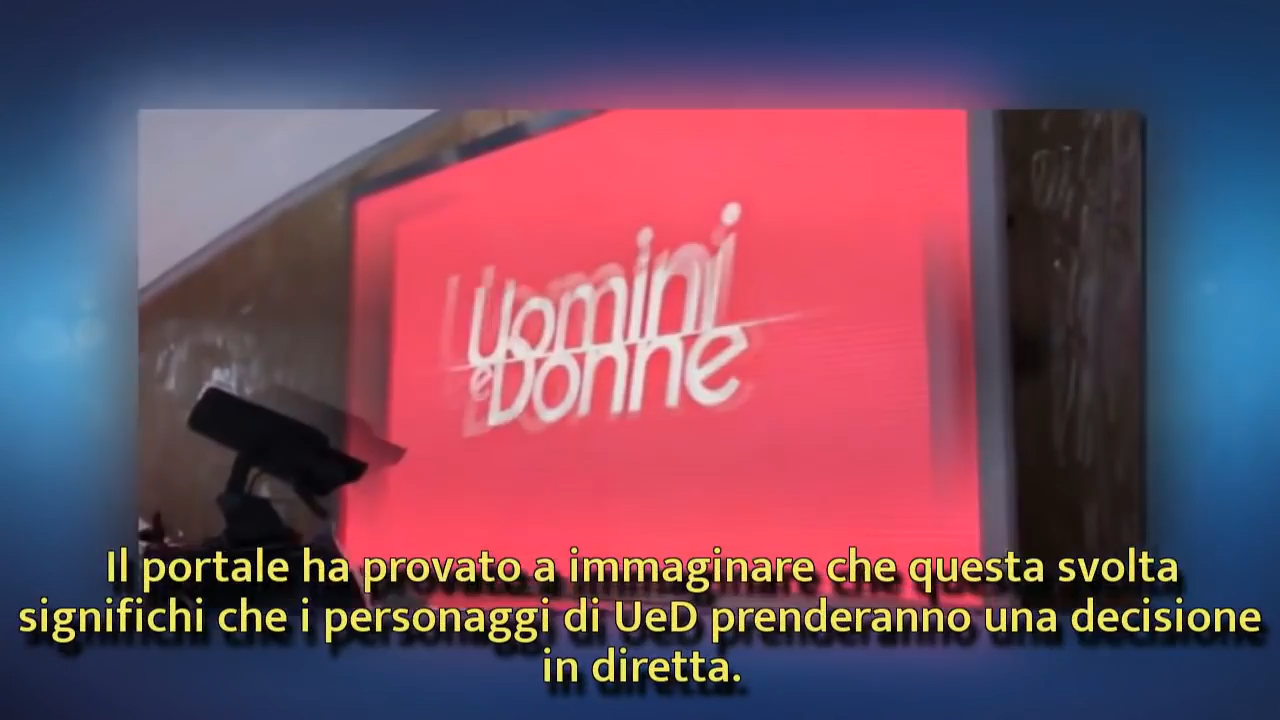 Uomini
e Donne
Il portale ha provato a immaginare che questa svolta
significhi che i personaggi di UeD prenderanno una decisione
in diretta.